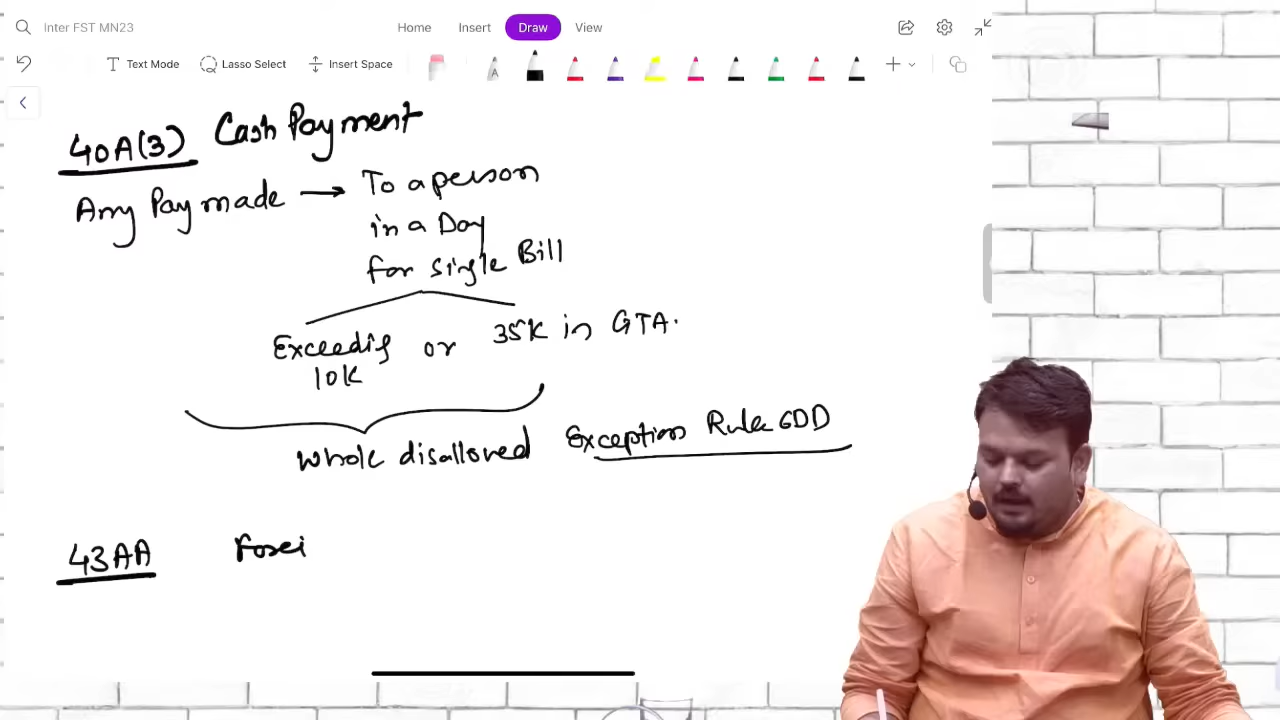 Inter FST MN23
Home Insert Draw View
Text Mode Lasso Select Insert Space
A
40A(3) Cash Payment
Any Pay made → To a person
in a Day
for single Bill
Exceedig or 35K in GTA.
10K
Whole disallowed Exception Rule 6DD
43AA Forei